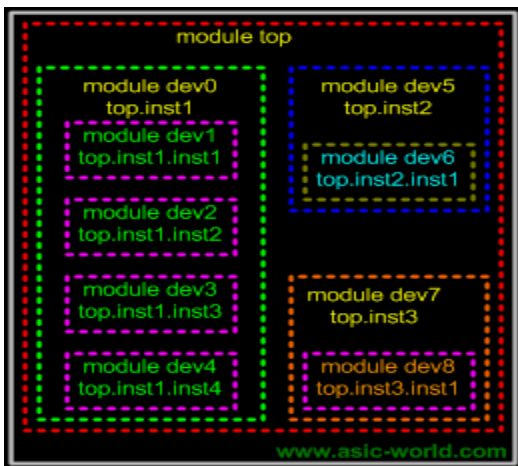 module top
module dev0
top.inst1
module dev1
top.inst1.inst1
module dev2
top.inst1.inst2
module dev3
top.inst1.inst3
module dev4
top.inst1.inst4
module dev5
top.inst2
module dev6
top.inst2.inst1
module dev7
top.inst3
module dev8
top.inst3.inst1
www.asic-world.com